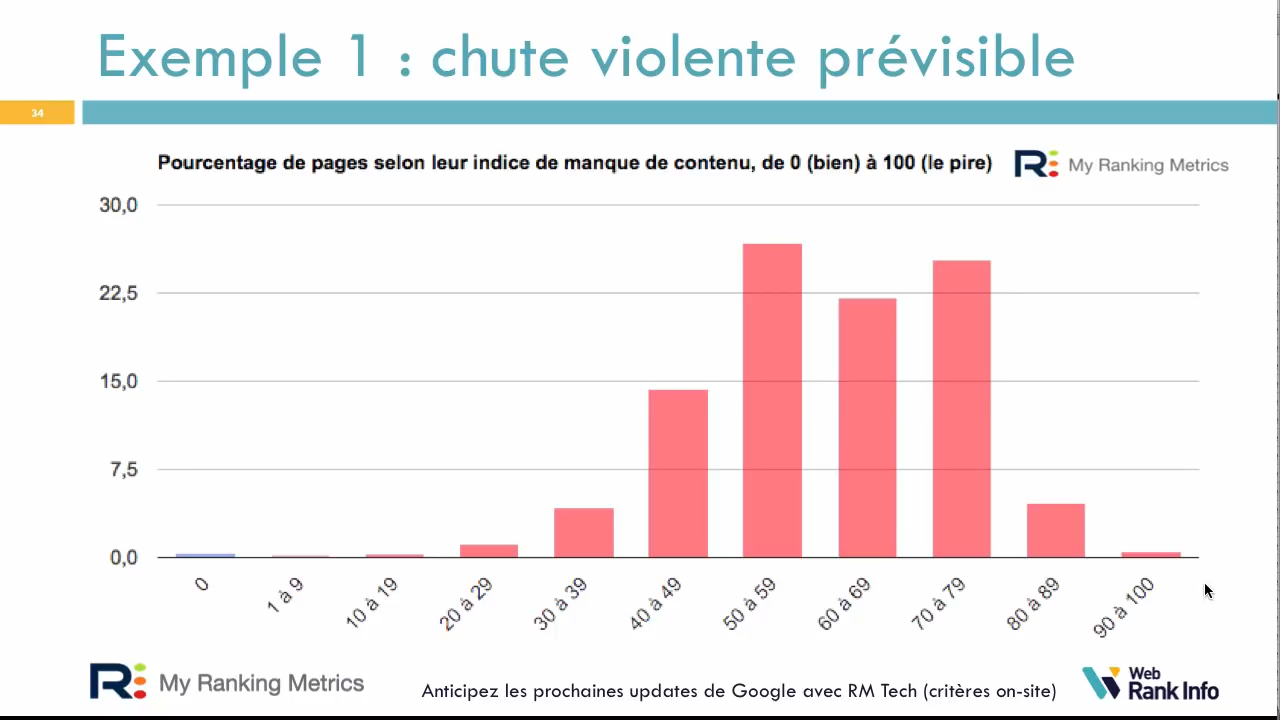 Exemple 1 : chute violente prévisible
34
Pourcentage de pages selon leur indice de manque de contenu, de 0 (bien) à 100 (le pire)
My Ranking Metrics
30,0
22,5
15,0
7,5
0,0
0
1 à 9
10 à 19
20 à 29
30 à 39
40 à 49
50 à 59
60 à 69
70 à 79
80 à 89
90 à 100
My Ranking Metrics
Anticipez les prochaines updates de Google avec RM Tech (critères on-site)
Web
Rank Info